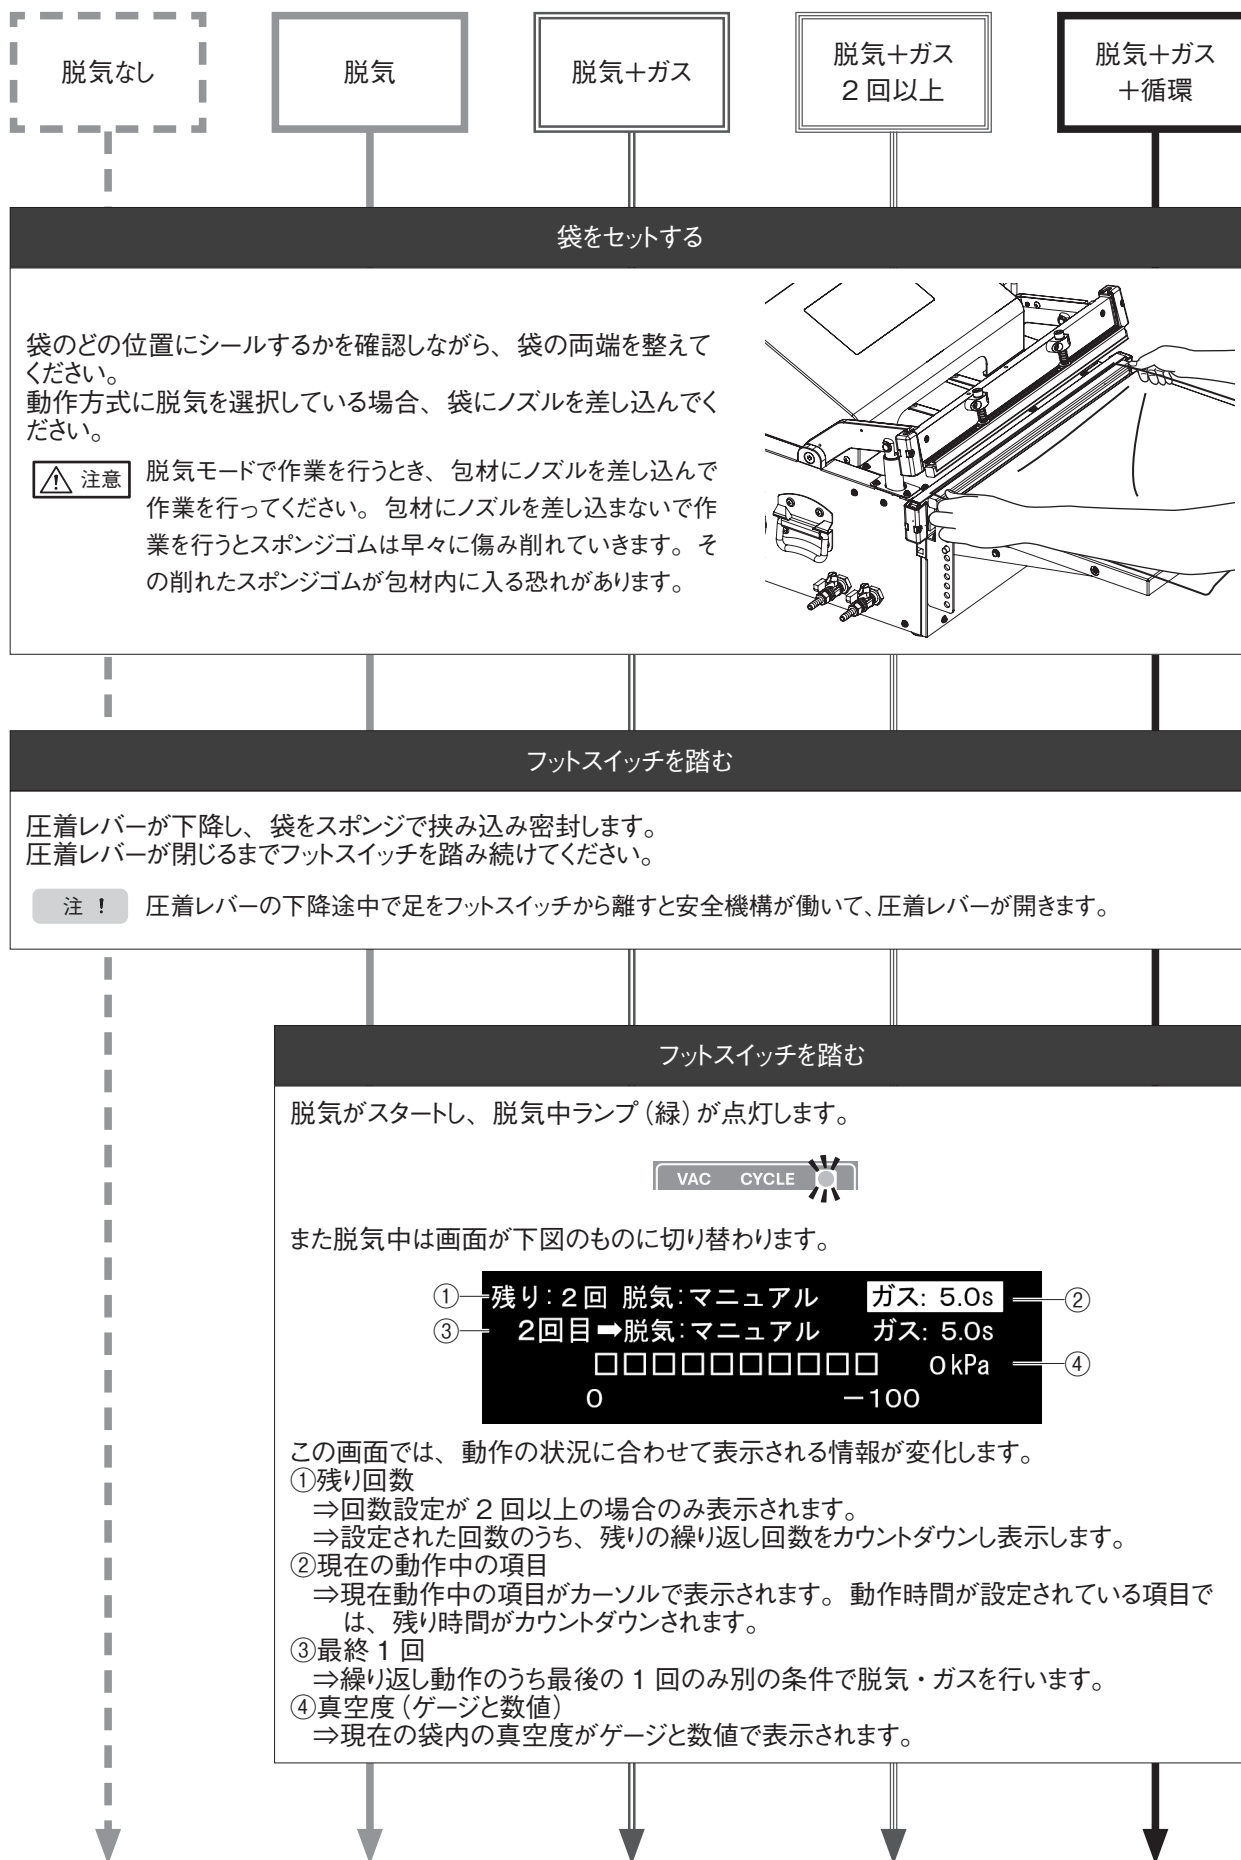 脱気なし
脱気
脱気＋ガス
脱気＋ガス
2 回以上
脱気＋ガス
＋循環
袋をセットする
袋のどの位置にシールするかを確認しながら、袋の両端を整えて
ください。
動作方式に脱気を選択している場合、袋にノズルを差し込んでく
ださい。
注意
脱気モードで作業を行うとき、包材にノズルを差し込んで
作業を行ってください。包材にノズルを差し込まないで作
業を行うとスポンジゴムは早々に傷み削れていきます。そ
の削れたスポンジゴムが包材内に入る恐れがあります。
フットスイッチを踏む
圧着レバーが下降し、袋をスポンジで挟み込み密封します。
圧着レバーが閉じるまでフットスイッチを踏み続けてください。
注 ！ 圧着レバーの下降途中で足をフットスイッチから離すと安全機構が働いて、圧着レバーが開きます。
フットスイッチを踏む
脱気がスタートし、脱気中ランプ（緑）が点灯します。
VAC CYCLE
また脱気中は画面が下図のものに切り替わります。
①残り：2回 脱気：マニュアル ガス： 5.0s ②
③ 2回目➡脱気：マニュアル ガス： 5.0s
□□□□□□□□□□ 0kPa ④
0 －100
この画面では、動作の状況に合わせて表示される情報が変化します。
①残り回数
⇒回数設定が 2 回以上の場合のみ表示されます。
⇒設定された回数のうち、残りの繰り返し回数をカウントダウンし表示します。
②現在の動作中の項目
⇒現在動作中の項目がカーソルで表示されます。動作時間が設定されている項目で
は、残り時間がカウントダウンされます。
③最終 1 回
⇒繰り返し動作のうち最後の 1 回のみ別の条件で脱気・ガスを行います。
④真空度（ゲージと数値）
⇒現在の袋内の真空度がゲージと数値で表示されます。